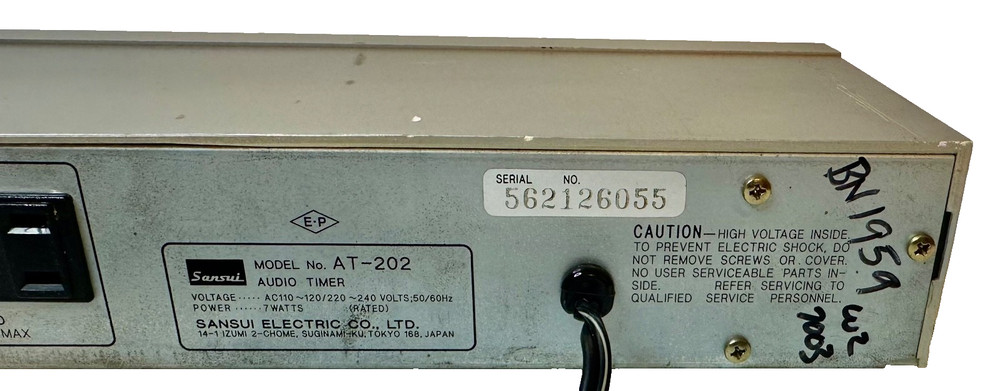 SERIAL NO.
562126055
E-P
Sansui
MODEL No. AT-202
AUDIO TIMER
VOLTAGE ····· AC110～120/220～240 VOLTS; 50/60Hz
POWER ······ 7WATTS (RATED)
SANSUI ELECTRIC CO., LTD.
14-1 IZUMI 2-CHOME, SUGINAMI-KU, TOKYO 168, JAPAN
CAUTION—HIGH VOLTAGE INSIDE.
TO PREVENT ELECTRIC SHOCK, DO
NOT REMOVE SCREWS OR COVER.
NO USER SERVICEABLE PARTS IN-
SIDE. REFER SERVICING TO
QUALIFIED SERVICE PERSONNEL.
BN1959
MAX